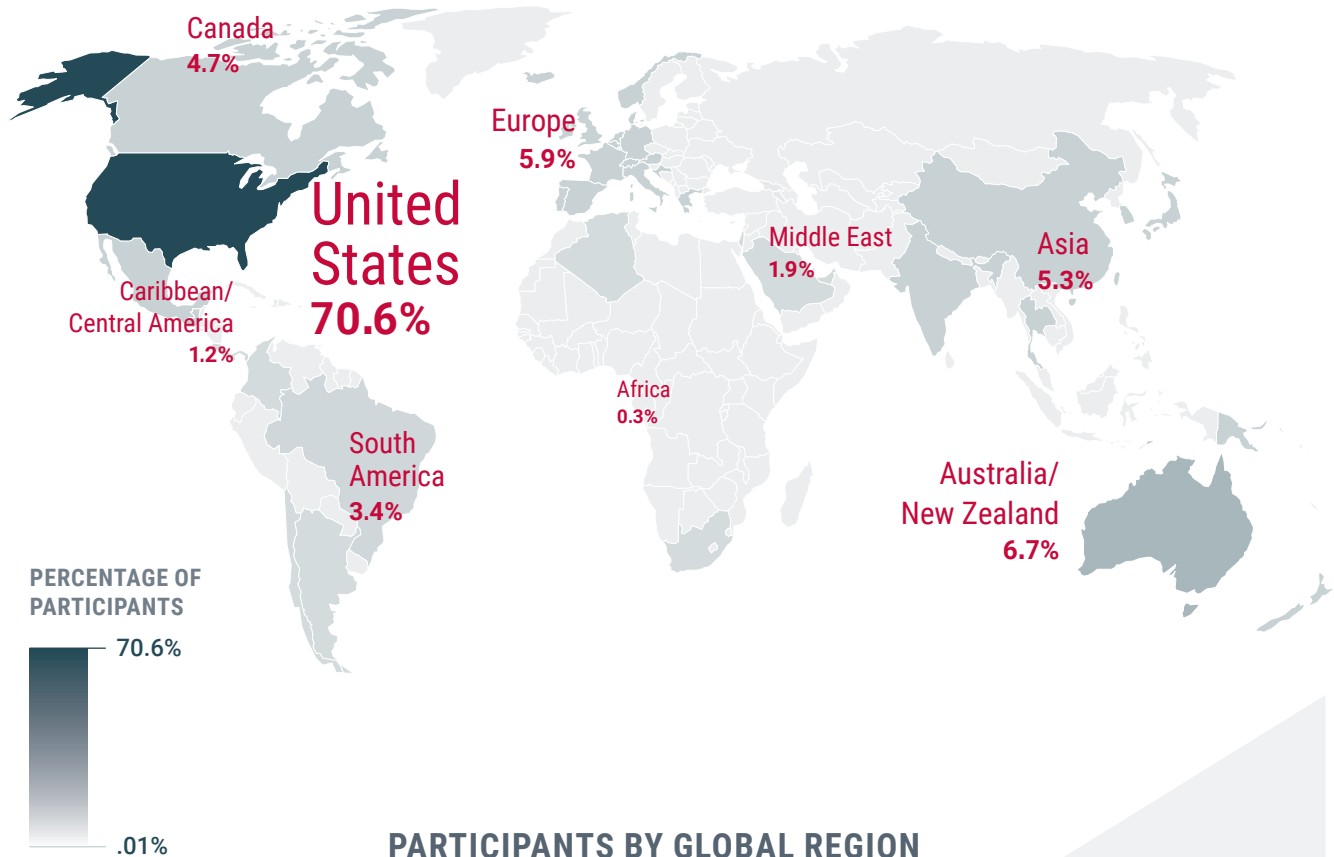 Canada
4.7%
Europe
5.9%
United
States
70.6%
Middle East
1.9%
Asia
5.3%
Caribbean/
Central America
1.2%
Africa
0.3%
South
America
3.4%
Australia/
New Zealand
6.7%
PERCENTAGE OF
PARTICIPANTS
70.6%
.01%
PARTICIPANTS BY GLOBAL REGION